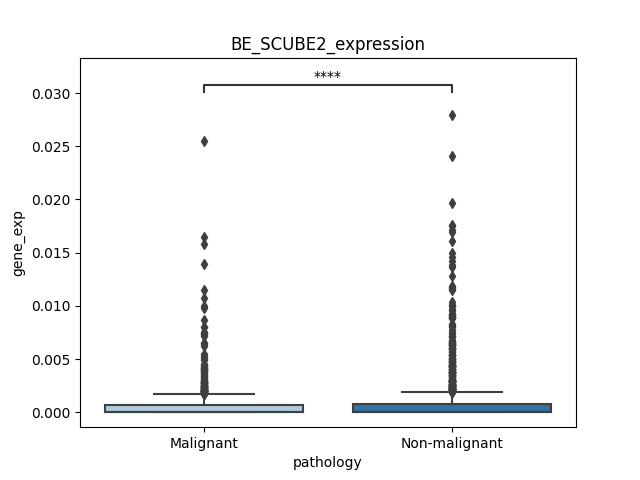 BE_SCUBE2_expression
****
0.030
0.025
0.020
0.015
0.010
0.005
0.000
gene_exp
Malignant
Non-malignant
pathology